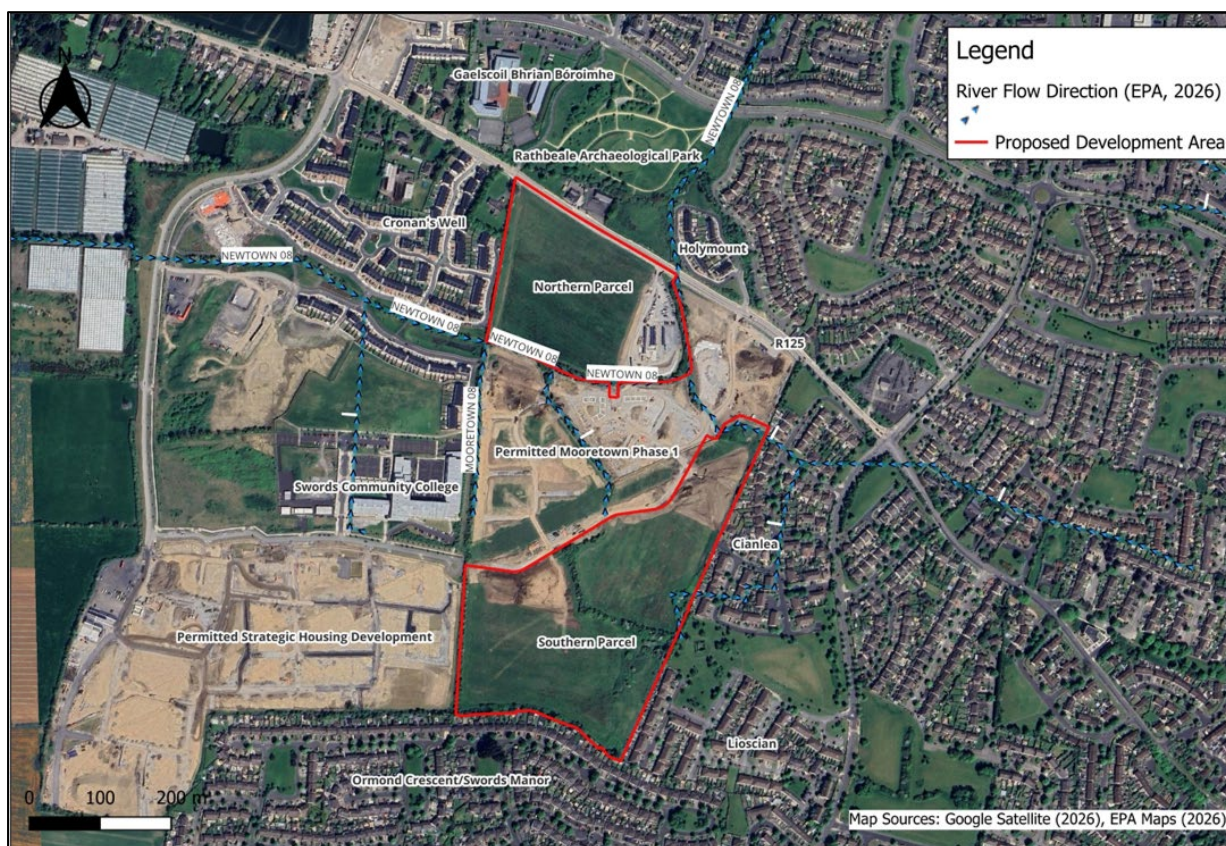 Legend
River Flow Direction (EPA, 2026)
Proposed Development Area
N
Gaelscoil Bhrian Bóroimhe
NEWTOWN 08
Rathbeale Archaeological Park
Cronan's Well
Holymount
NEWTOWN 08
Northern Parcel
NEWTOWN 08
NEWTOWN 08
R125
NEWTOWN 08
MOORETOWN 08
Permitted Mooretown Phase 1
Swords Community College
Cianlea
Permitted Strategic Housing Development
Southern Parcel
Lioscian
Ormond Crescent/Swords Manor
0 100 200 m
Map Sources: Google Satellite (2026), EPA Maps (2026)